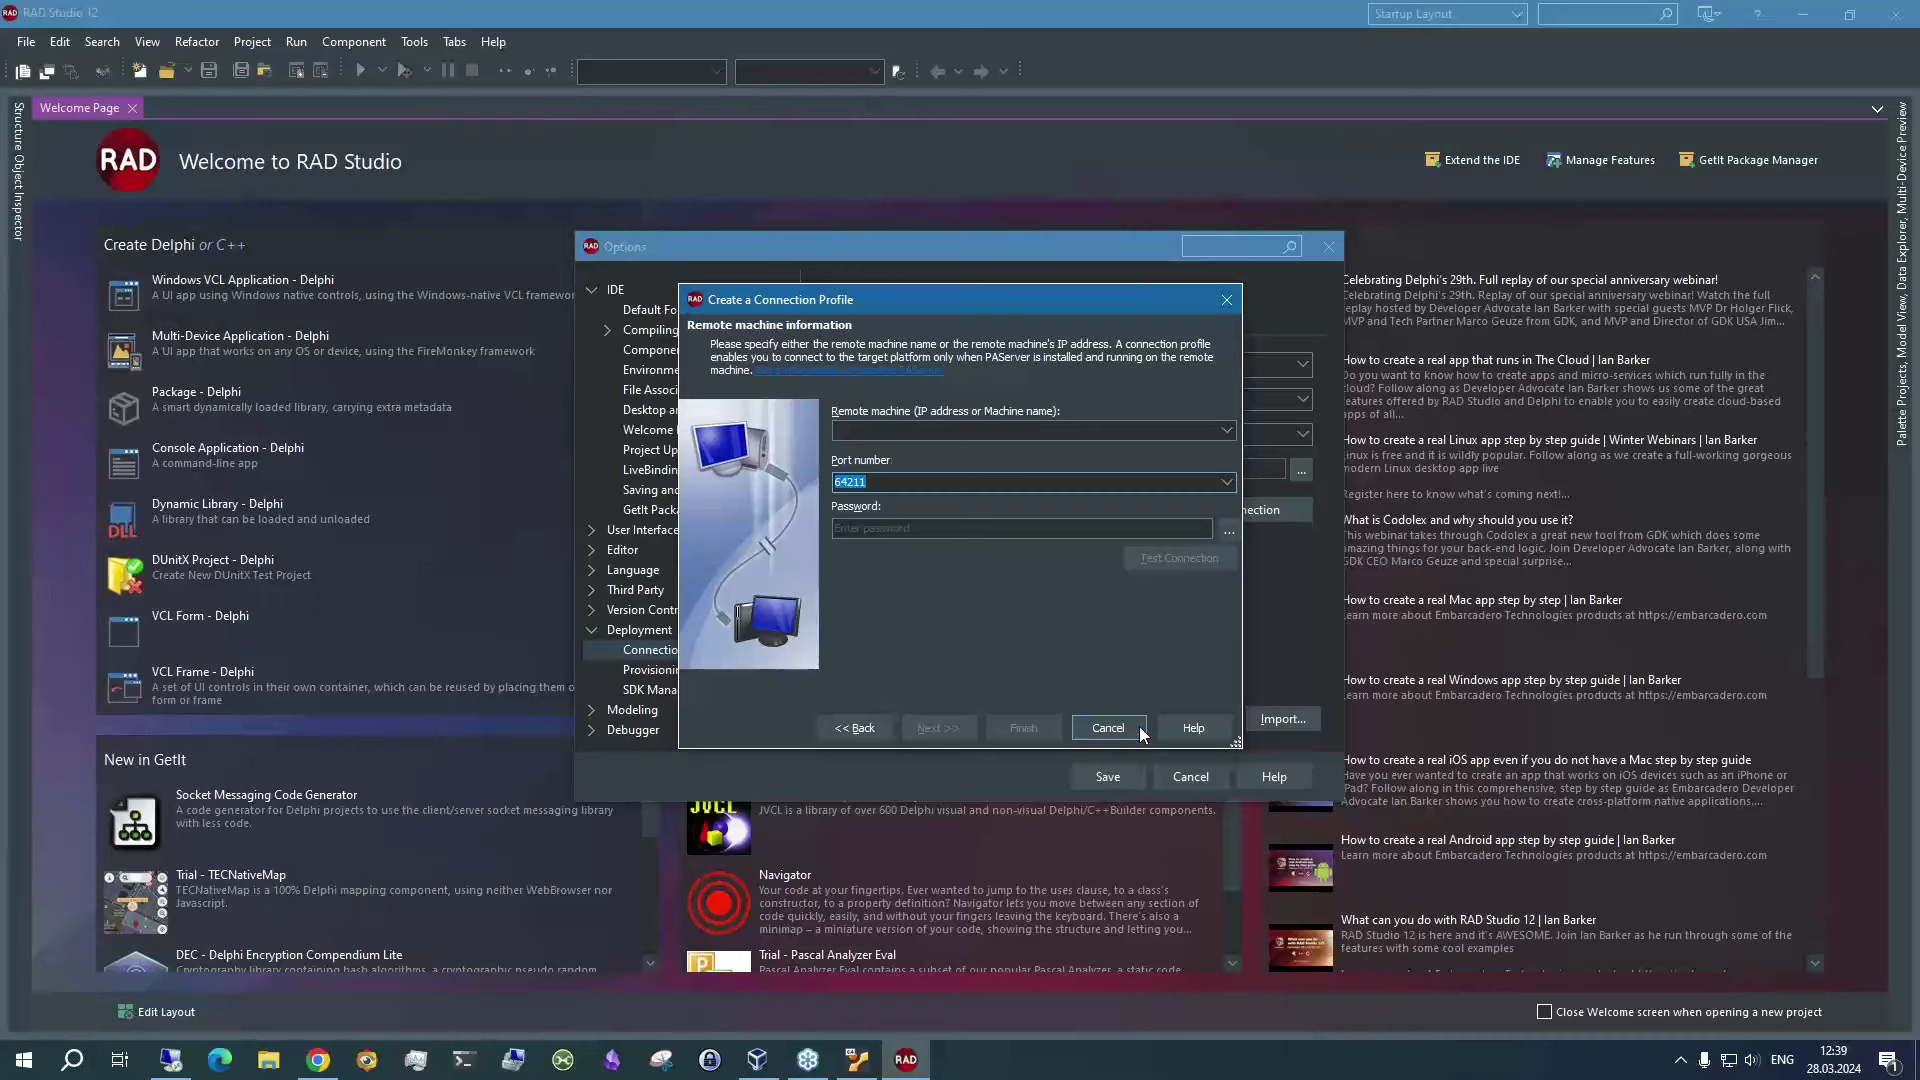 RAD Studio 12
Startup Layout
File Edit Search View Refactor Project Run Component Tools Tabs Help
Welcome Page
Structure Object Inspector
Palette Projects, Model View, Data Explorer, Multi-Device Preview
RAD
Welcome to RAD Studio
Extend the IDE
Manage Features
GetIt Package Manager
Create Delphi or C++
Windows VCL Application - Delphi
A UI app using Windows native controls, using the Windows-native VCL framewor
Multi-Device Application - Delphi
A UI app that works on any OS or device, using the FireMonkey framework
Package - Delphi
A smart dynamically loaded library, carrying extra metadata
Console Application - Delphi
A command-line app
Dynamic Library - Delphi
A library that can be loaded and unloaded
DUnitX Project - Delphi
Create New DUnitX Test Project
VCL Form - Delphi
VCL Frame - Delphi
A set of UI controls in their own container, which can be reused by placing them o
form or frame
New in GetIt
Socket Messaging Code Generator
A code generator for Delphi projects to use the client/server socket messaging library
with less code.
Trial - TECNativeMap
TECNativeMap is a 100% Delphi mapping component, using neither WebBrowser nor
Javascript.
DEC - Delphi Encryption Compendium Lite
Cryptography library containing hash algorithms, a cryptographic pseudo random
RAD Options
IDE
Default Fo
Compiling
Compone
Environme
File Associ
Desktop a
Welcome
Project Up
LiveBindin
Saving and
GetIt Pack
User Interface
Editor
Language
Third Party
Version Contr
Deployment
Connectio
Provisioni
SDK Mana
Modeling
Debugger
nection
Import...
Save
Cancel
Help
RAD Create a Connection Profile
Remote machine information
Please specify either the remote machine name or the remote machine's IP address. A connection profile
enables you to connect to the target platform only when PAServer is installed and running on the remote
machine.
Remote machine (IP address or Machine name):
Port number:
64211
Password:
Enter password
...
Test Connection
<< Back
Next >>
Finish
Cancel
Help
JVCL
JVCL is a library of over 600 Delphi visual and non-visual Delphi/C++Builder components.
Navigator
Your code at your fingertips. Ever wanted to jump to the uses clause, to a class's
constructor, to a property definition? Navigator lets you move between any section of
code quickly, easily, and without your fingers leaving the keyboard. There's also a
minimap – a miniature version of your code, showing the structure and letting you...
Trial - Pascal Analyzer Eval
Pascal Analyzer Eval contains a subset of our popular Pascal Analyzer, a static code
Celebrating Delphi's 29th. Full replay of our special anniversary webinar!
Celebrating Delphi's 29th. Replay of our special anniversary webinar! Watch the full
replay hosted by Developer Advocate Ian Barker with special guests MVP Dr Holger Flick,
MVP and Tech Partner Marco Geuze from GDK, and MVP and Director of GDK USA Jim...
How to create a real app that runs in The Cloud | Ian Barker
Do you want to know how to create apps and micro-services which run fully in the
cloud? Follow along as Developer Advocate Ian Barker shows us some of the great
features offered by RAD Studio and Delphi to enable you to easily create cloud-based
apps of all...
How to create a real Linux app step by step guide | Winter Webinars | Ian Barker
Linux is free and it is wildly popular. Follow along as we create a full-working gorgeous
modern Linux desktop app live
Register here to know what's coming next!...
What is Codolex and why should you use it?
This webinar takes through Codolex a great new tool from GDK which does some
amazing things for your back-end logic. Join Developer Advocate Ian Barker, along with
GDK CEO Marco Geuze and special surprise...
How to create a real Mac app step by step | Ian Barker
Learn more about Embarcadero Technologies products at https://embarcadero.com
How to create a real Windows app step by step guide | Ian Barker
Learn more about Embarcadero Technologies products at https://embarcadero.com
How to create a real iOS app even if you do not have a Mac step by step guide
Have you ever wanted to create an app that works on iOS devices such as an iPhone or
iPad? Follow along in this comprehensive, step by step guide as Embarcadero Developer
Advocate Ian Barker shows you how to create cross-platform native applications....
How to create a real Android app step by step guide | Ian Barker
Learn more about Embarcadero Technologies products at https://embarcadero.com
What can you do with RAD Studio 12 | Ian Barker
RAD Studio 12 is here and it's AWESOME. Join Ian Barker as he run through some of the
features with some cool examples
Edit Layout
Close Welcome screen when opening a new project
RAD
ENG
12:39
28.03.2024